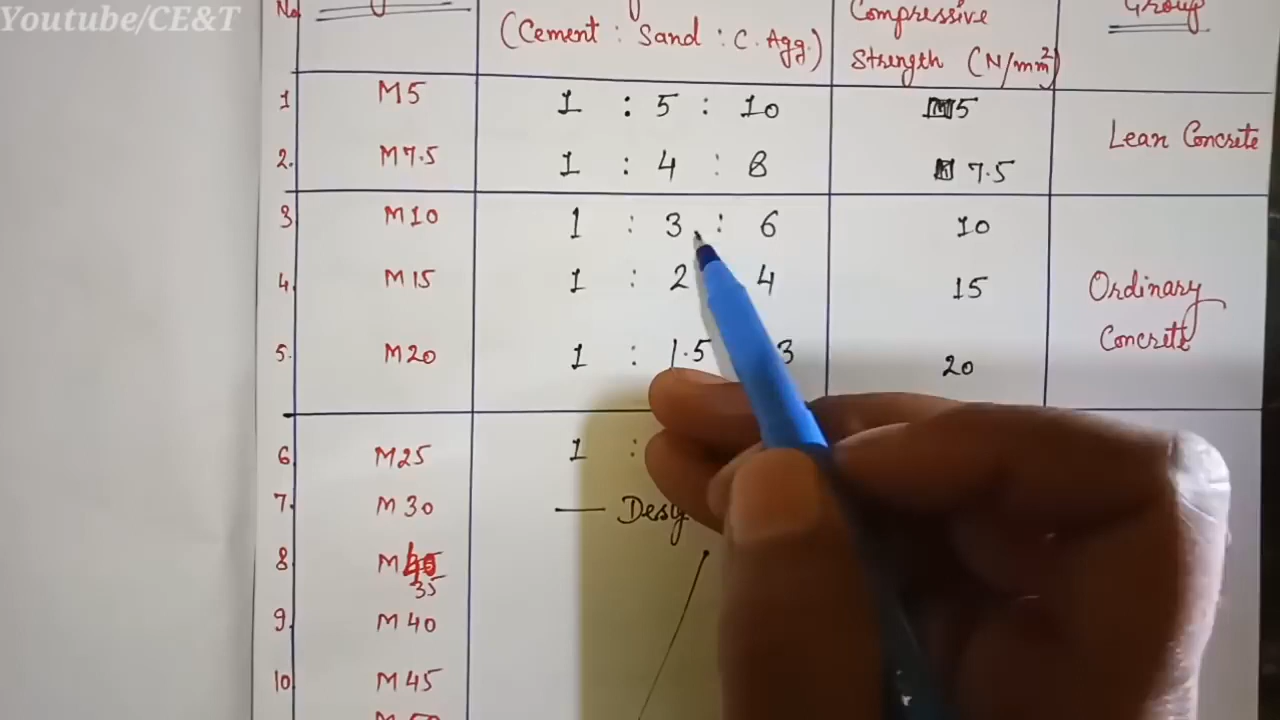 Youtube/CE&T
No.
(Cement : Sand : C. Agg.)
Compressive
Strength (N/mm²)
Group
1 M5 1 : 5 : 10 5
Lean Concrete
2. M7.5 1 : 4 : 8 7.5
3 M10 1 : 3 : 6 10
4. M15 1 : 2 4 15
Ordinary
Concrete
5. M20 1 : 1.5 3 20
6 M25 1 :
7. M30
8 M 35
9. M40
10 M45